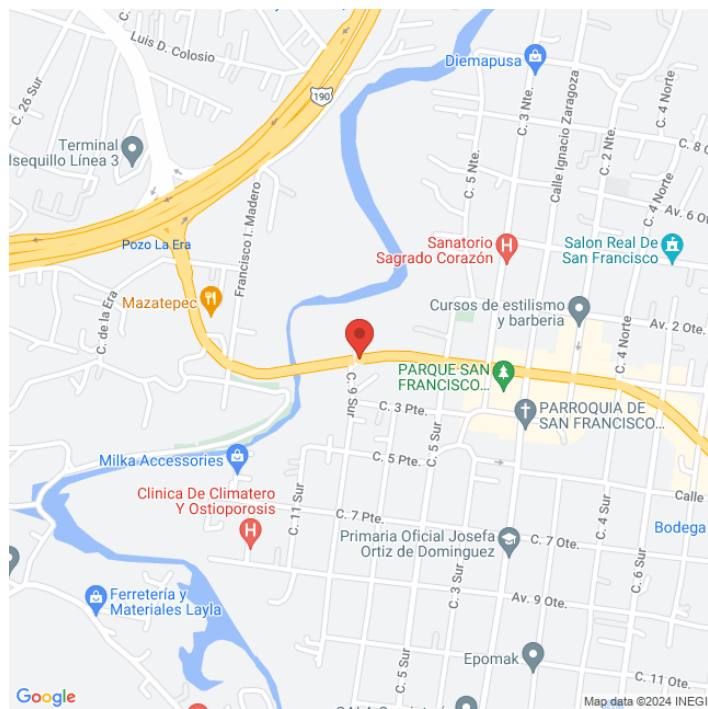 Luis D. Colosio
C. 26 Sur
190
Diemapusa
C. 3 Nte.
Calle Ignacio Zaragoza
C. 2 Nte.
C. 4 Norte
C. 8 O
Terminal
lsequillo Línea 3
C. 5 Nte.
Francisco I. Madero
Av. 6 Ote.
C. 4 Norte
Pozo La Era
Sanatorio
Sagrado Corazón
Salon Real De
San Francisco
Mazatepec
C. de la Era
Cursos de estilismo
y barberia
Av. 2 Ote.
C. 4 Norte
PARQUE SAN
FRANCISCO...
C. 9 Sur
C. 3 Pte.
PARROQUIA DE
SAN FRANCISCO...
C. 5 Sur
Milka Accessories
C. 5 Pte.
Clinica De Climatero
Y Ostioporosis
C. 11 Sur
Calle
C. 7 Pte.
C. 4 Sur
Bodega
Primaria Oficial Josefa
Ortiz de Dominguez
C. 7 Ote.
C. 3 Sur
C. 6 Sur
Ferretería y
Materiales Layla
Av. 9 Ote.
C. 5 Sur
Epomak
C. 11 Ote.
Google
Map data ©2024 INEGI